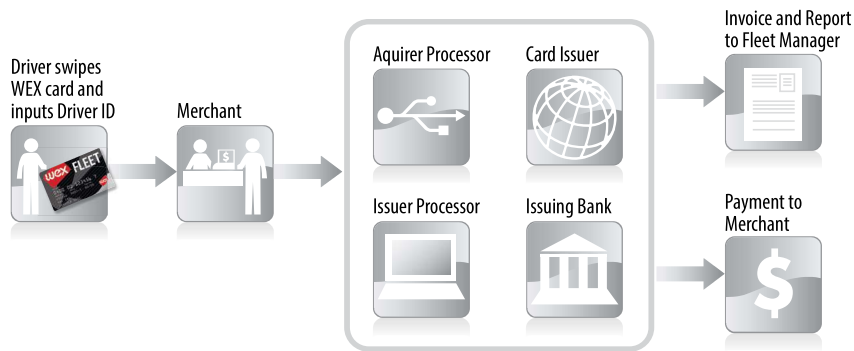 Driver swipes
WEX card and
inputs Driver ID
wex FLEET
Merchant
$
Aquirer Processor
Card Issuer
Issuer Processor
Issuing Bank
Invoice and Report
to Fleet Manager
Payment to
Merchant
$